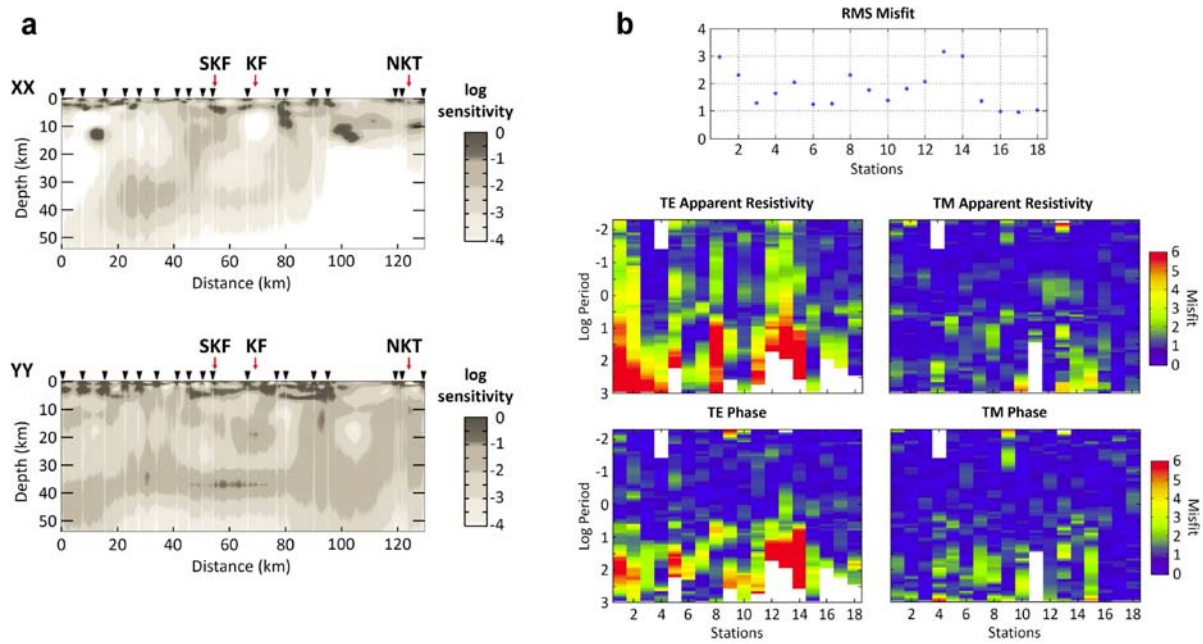 a
SKF KF NKT
XX
log
sensitivity
0
10
20
30
40
50
Depth (km)
0
-1
-2
-3
-4
0 20 40 60 80 100 120
Distance (km)
SKF KF NKT
YY
log
sensitivity
0
10
20
30
40
50
Depth (km)
0
-1
-2
-3
-4
0 20 40 60 80 100 120
Distance (km)
b
RMS Misfit
4
3
2
1
0
2 4 6 8 10 12 14 16 18
Stations
TE Apparent Resistivity
TM Apparent Resistivity
-2
-1
0
1
2
3
Log Period
6
5
4
3
2
1
0
Misfit
TE Phase
TM Phase
-2
-1
0
1
2
3
Log Period
6
5
4
3
2
1
0
Misfit
2 4 6 8 10 12 14 16 18
2 4 6 8 10 12 14 16 18
Stations
Stations